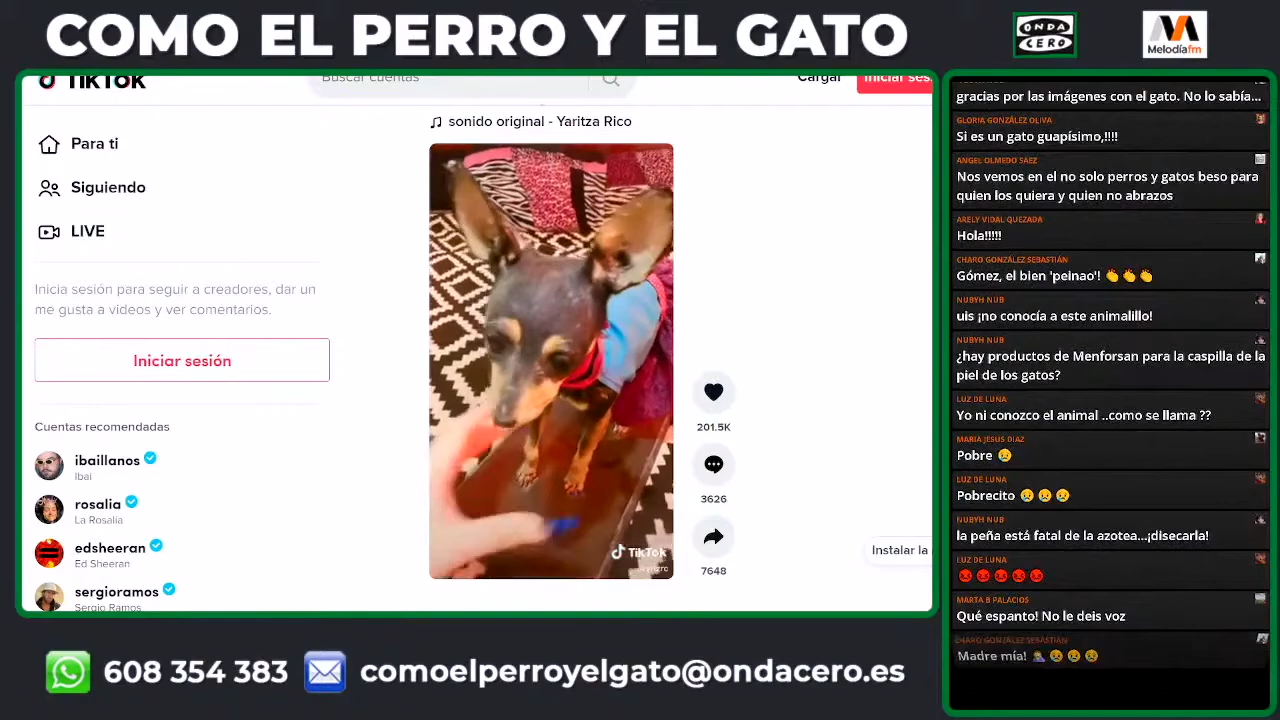 COMO EL PERRO Y EL GATO
ONDA
CERO
Melodíafm
TikTok
Buscar cuentas
Cargar
Iniciar ses
sonido original - Yaritza Rico
Para ti
Siguiendo
LIVE
Inicia sesión para seguir a creadores, dar un
me gusta a videos y ver comentarios.
Iniciar sesión
Cuentas recomendadas
ibaillanos
Ibai
rosalia
La Rosalia
edsheeran
Ed Sheeran
sergioramos
Sergio Ramos
201.5K
3626
7648
TikTok
Instalar la
gracias por las imágenes con el gato. No lo sabía...
GLORIA GONZÁLEZ OLIVA
Si es un gato guapísimo,!!!!
ANGEL OLMEDO SAEZ
Nos vemos en el no solo perros y gatos beso para
quien los quiera y quien no abrazos
ARELY VIDAL QUEZADA
Hola!!!!!
CHARO GONZÁLEZ SEBASTIÁN
Gómez, el bien 'peinao'! 👏👏👏
NUBYH NUB
uis ¡no conocía a este animalillo!
NUBYH NUB
¿hay productos de Menforsan para la caspilla de la
piel de los gatos?
LUZ DE LUNA
Yo ni conozco el animal ..como se llama ??
MARÍA JESUS DIAZ
Pobre 😢
LUZ DE LUNA
Pobrecito 😢😢😢
NUBYH NUB
la peña está fatal de la azotea...¡disecarla!
LUZ DE LUNA
😡😡😡😡😡
MARTA B PALACIOS
Qué espanto! No le deis voz
CHARO GONZÁLEZ SEBASTIÁN
Madre mía! 🤦‍♀️😢😢😢
608 354 383
comoelperroyelgato@ondacero.es